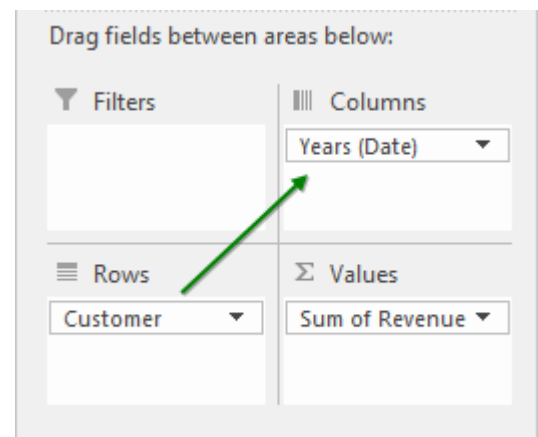 Drag fields between areas below:
Filters
Columns
Years (Date)
Rows
Σ Values
Customer
Sum of Revenue